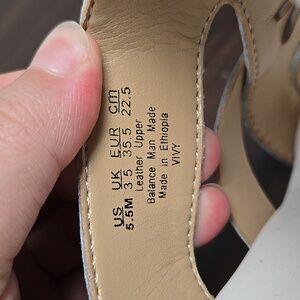 US UK EUR cm
5.5M 3.5 35.5 22.5
Leather Upper
Balance Man Made
Made in Ethiopia
VIVY